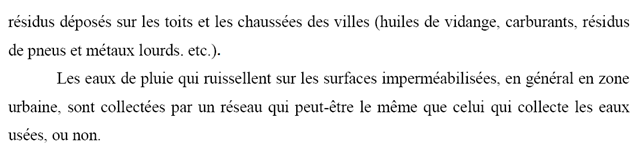 résidus déposés sur les toits et les chaussées des villes (huiles de vidange, carburants, résidus
de pneus et métaux lourds. etc.).
Les eaux de pluie qui ruissellent sur les surfaces imperméabilisées, en général en zone
urbaine, sont collectées par un réseau qui peut-être le même que celui qui collecte les eaux
usées, ou non.